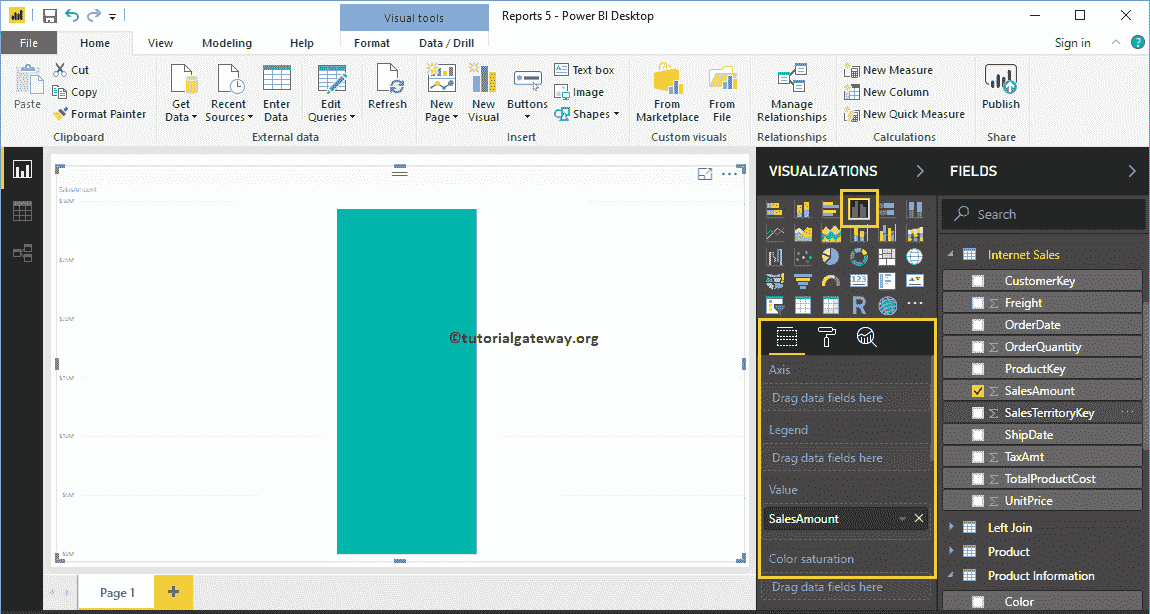 Visual tools
Reports 5 - Power BI Desktop
File
Home
View
Modeling
Help
Format
Data / Drill
Sign in
?
Paste
Cut
Copy
Format Painter
Get
Data
Recent
Sources
Enter
Data
Edit
Queries
Refresh
New
Page
New
Visual
Buttons
Text box
Image
Shapes
From
Marketplace
From
File
Manage
Relationships
New Measure
New Column
New Quick Measure
Publish
Clipboard
External data
Insert
Custom visuals
Relationships
Calculations
Share
SalesAmount
$30M
$25M
$20M
$15M
$10M
$5M
$0M
©tutorialgateway.org
Page 1
VISUALIZATIONS
123
R
Axis
Drag data fields here
Legend
Drag data fields here
Value
SalesAmount
Color saturation
Drag data fields here
FIELDS
Search
Internet Sales
CustomerKey
Σ Freight
OrderDate
Σ OrderQuantity
ProductKey
Σ SalesAmount
Σ SalesTerritoryKey
ShipDate
Σ TaxAmt
Σ TotalProductCost
Σ UnitPrice
Left Join
Product
Product Information
Color